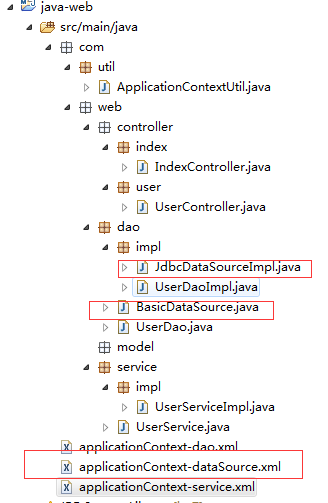 java-web
src/main/java
com
util
ApplicationContextUtil.java
web
controller
index
IndexController.java
user
UserController.java
dao
impl
JdbcDataSourceImpl.java
UserDaoImpl.java
BasicDataSource.java
UserDao.java
model
service
impl
UserServiceImpl.java
UserService.java
applicationContext-dao.xml
applicationContext-dataSource.xml
applicationContext-service.xml